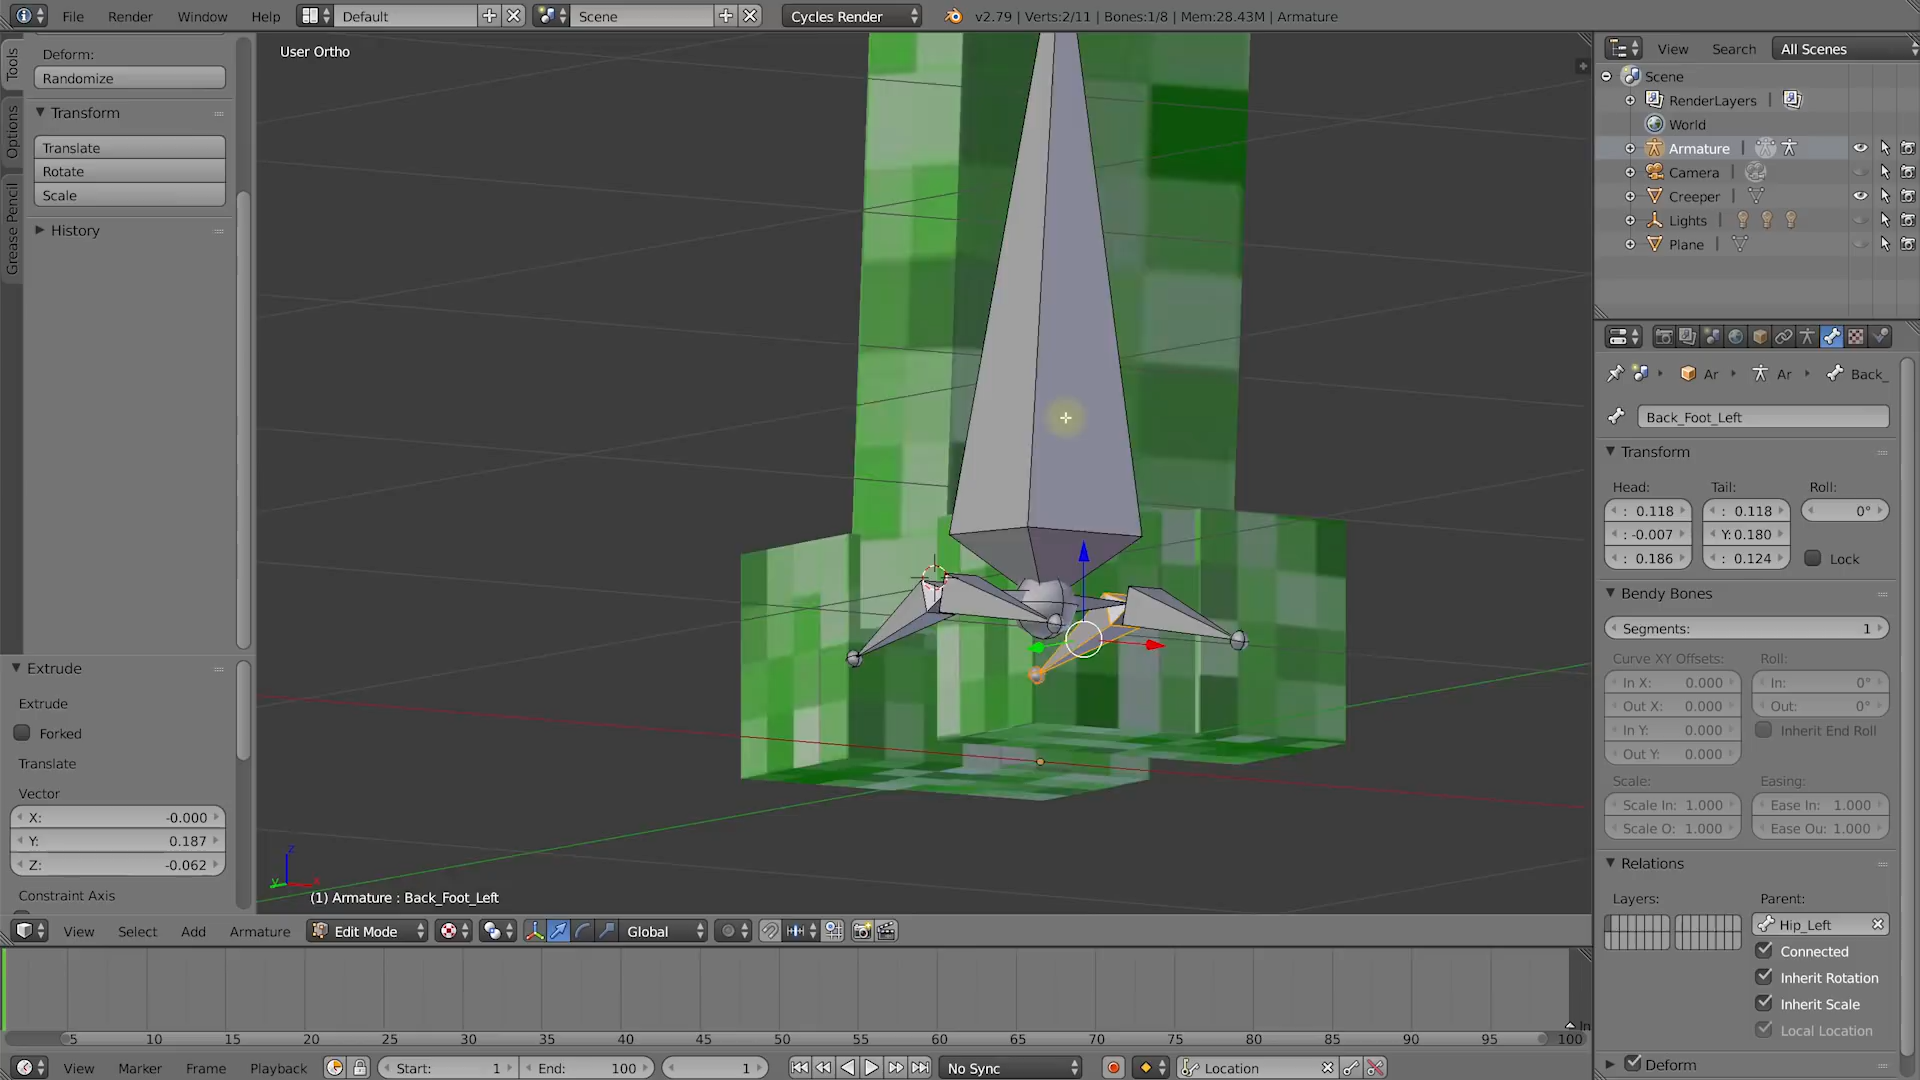 File Render Window Help Default Scene Cycles Render v2.79 | Verts:2/11 | Bones:1/8 | Mem:28.43M | Armature
Tools
Options
Grease Pencil
Deform:
Randomize
Transform
Translate
Rotate
Scale
History
Extrude
Extrude
Forked
Translate
Vector
X: -0.000
Y: 0.187
Z: -0.062
Constraint Axis
User Ortho
(1) Armature : Back_Foot_Left
View Select Add Armature Edit Mode Global
View Search All Scenes
Scene
RenderLayers |
World
Armature |
Camera |
Creeper |
Lights |
Plane |
Ar Ar Back_
Back_Foot_Left
Transform
Head: Tail: Roll:
: 0.118 : 0.118 0°
: -0.007 Y: 0.180
: 0.186 : 0.124 Lock
Bendy Bones
Segments: 1
Curve XY Offsets: Roll:
In X: 0.000 In: 0°
Out X: 0.000 Out: 0°
In Y: 0.000 Inherit End Roll
Out Y: 0.000
Scale: Easing:
Scale In: 1.000 Ease In: 1.000
Scale O: 1.000 Ease Ou: 1.000
Relations
Layers: Parent:
Hip_Left
Connected
Inherit Rotation
Inherit Scale
Local Location
Deform
5 10 15 20 25 30 35 40 45 50 55 60 65 70 75 80 85 90 95 100
View Marker Frame Playback Start: 1 End: 100 1 No Sync Location